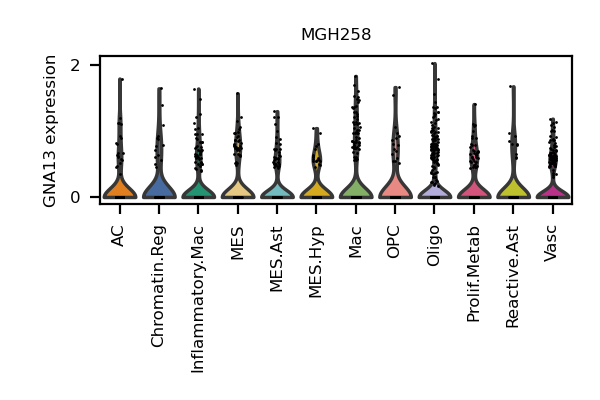 MGH258
GNA13 expression
2
0
AC
Chromatin.Reg
Inflammatory.Mac
MES
MES.Ast
MES.Hyp
Mac
OPC
Oligo
Prolif.Metab
Reactive.Ast
Vasc